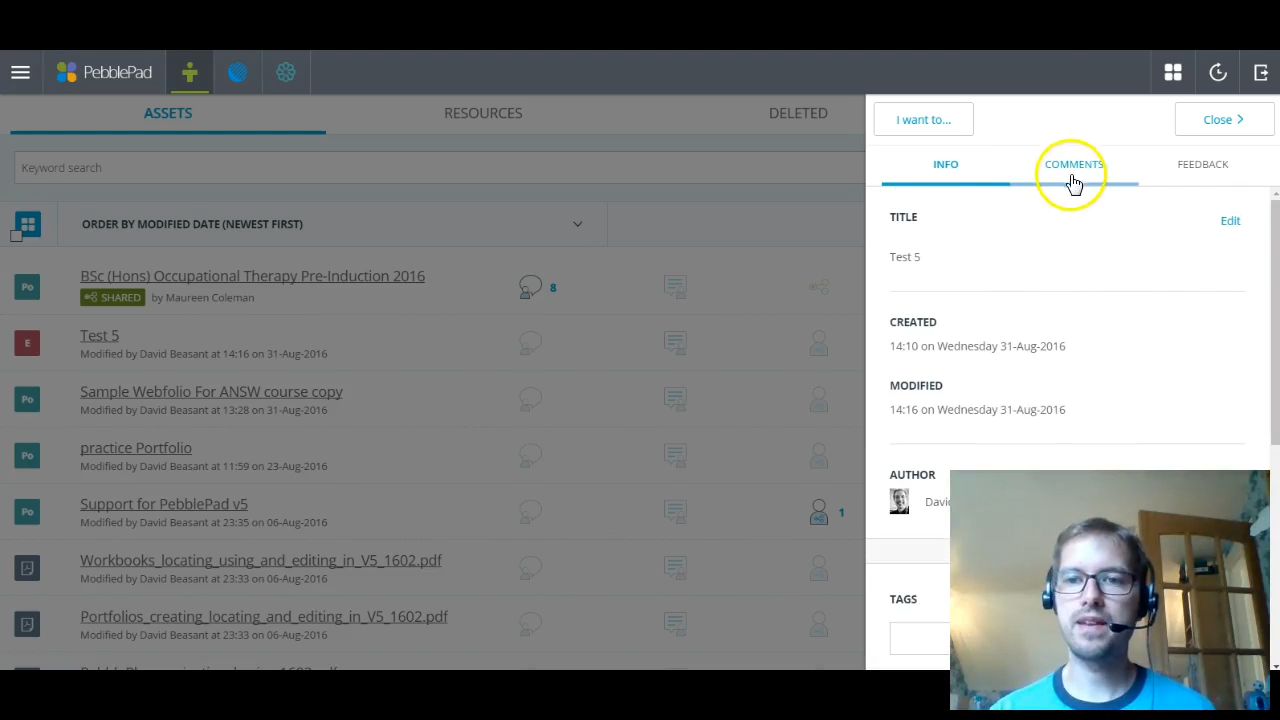 PebblePad
ASSETS
RESOURCES
DELETED
Keyword search
ORDER BY MODIFIED DATE (NEWEST FIRST)
Po
BSc (Hons) Occupational Therapy Pre-Induction 2016
SHARED by Maureen Coleman
8
E
Test 5
Modified by David Beasant at 14:16 on 31-Aug-2016
Po
Sample Webfolio For ANSW course copy
Modified by David Beasant at 13:28 on 31-Aug-2016
Po
practice Portfolio
Modified by David Beasant at 11:59 on 23-Aug-2016
Po
Support for PebblePad v5
Modified by David Beasant at 23:35 on 06-Aug-2016
1
Workbooks_locating_using_and_editing_in_V5_1602.pdf
Modified by David Beasant at 23:33 on 06-Aug-2016
Portfolios_creating_locating_and_editing_in_V5_1602.pdf
Modified by David Beasant at 23:33 on 06-Aug-2016
I want to...
Close
INFO
COMMENTS
FEEDBACK
TITLE
Edit
Test 5
CREATED
14:10 on Wednesday 31-Aug-2016
MODIFIED
14:16 on Wednesday 31-Aug-2016
AUTHOR
David
TAGS